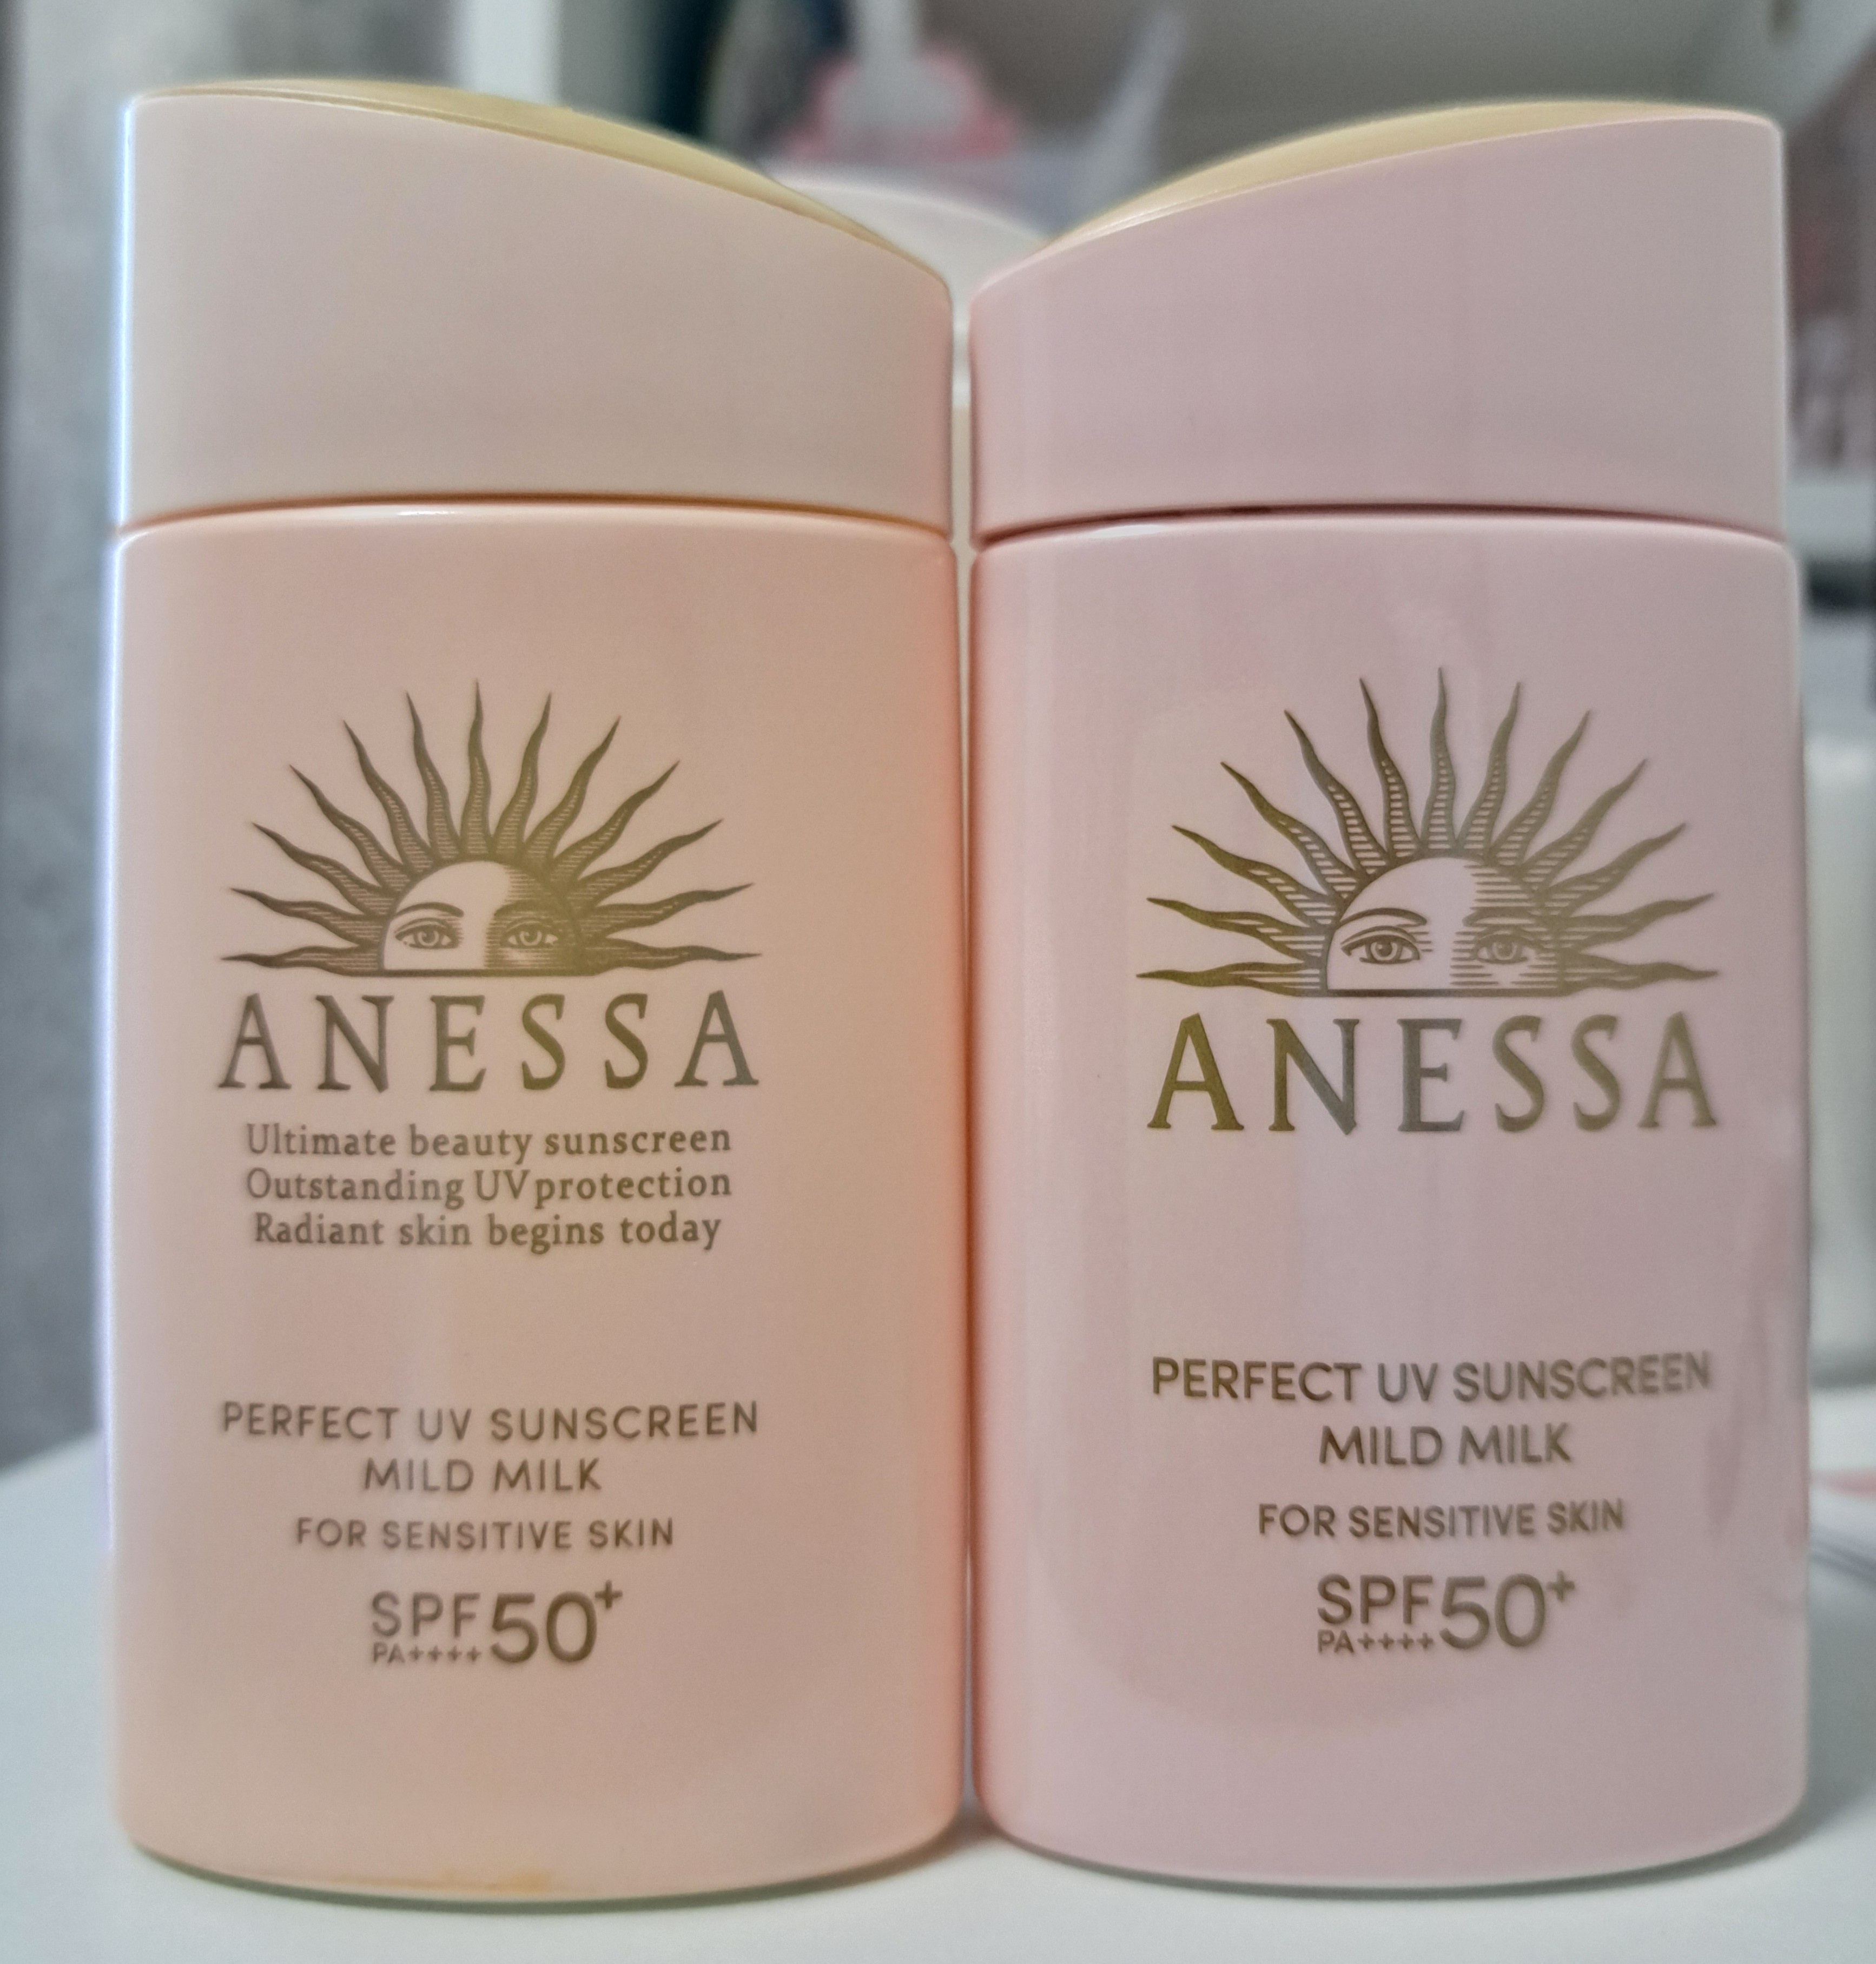 ANESSA
Ultimate beauty sunscreen
Outstanding UV protection
Radiant skin begins today
PERFECT UV SUNSCREEN
MILD MILK
FOR SENSITIVE SKIN
SPF50+
PA++++
ANESSA
PERFECT UV SUNSCREEN
MILD MILK
FOR SENSITIVE SKIN
SPF50+
PA++++